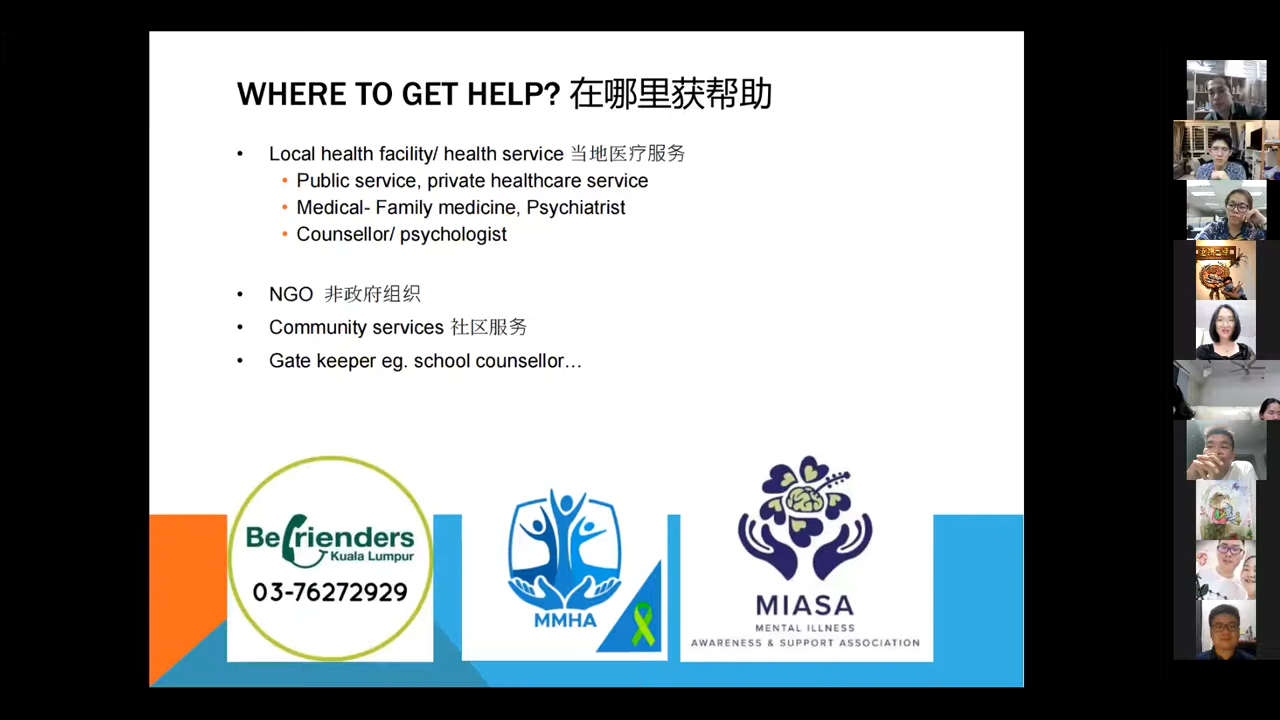 WHERE TO GET HELP? 在哪里获帮助
• Local health facility/ health service 当地医疗服务
• Public service, private healthcare service
• Medical- Family medicine, Psychiatrist
• Counsellor/ psychologist
• NGO 非政府组织
• Community services 社区服务
• Gate keeper eg. school counsellor…
Befrienders
Kuala Lumpur
03-76272929
MMHA
MIASA
MENTAL ILLNESS
AWARENESS & SUPPORT ASSOCIATION